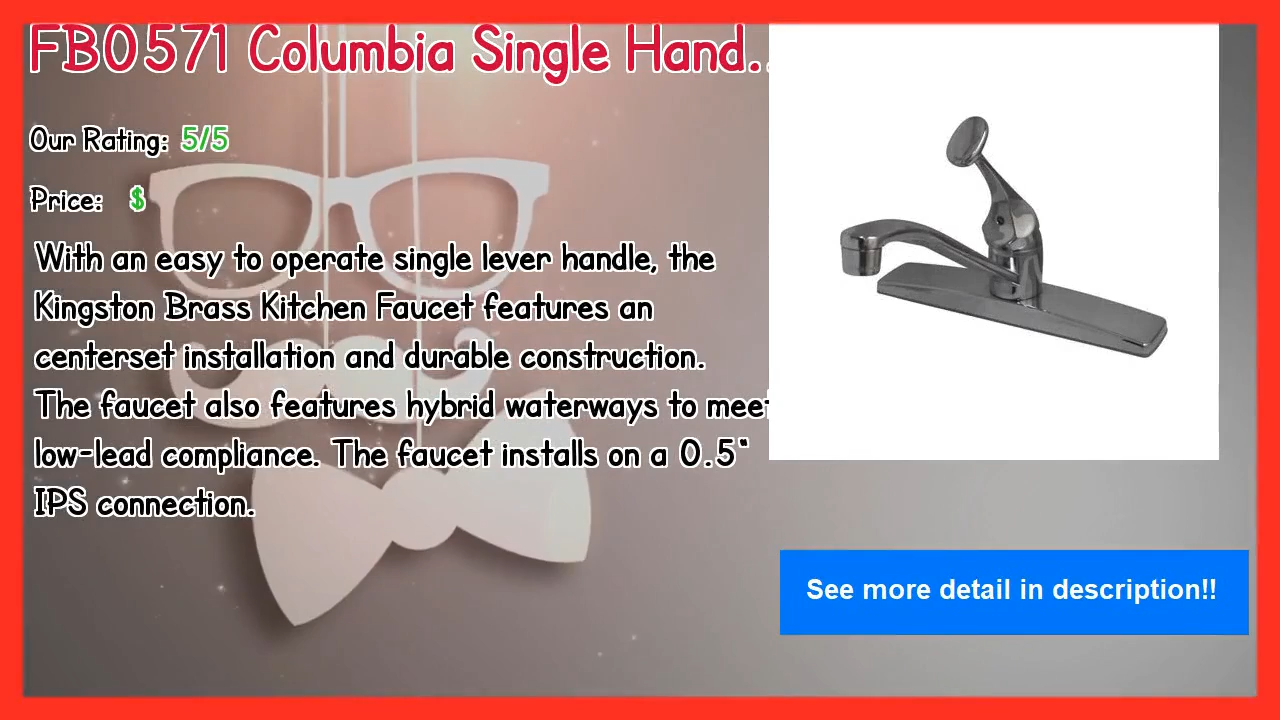 FB0571 Columbia Single Hand..
Our Rating: 5/5
Price: $
With an easy to operate single lever handle, the
Kingston Brass Kitchen Faucet features an
centerset installation and durable construction.
The faucet also features hybrid waterways to meet
low-lead compliance. The faucet installs on a 0.5"
IPS connection.
See more detail in description!!